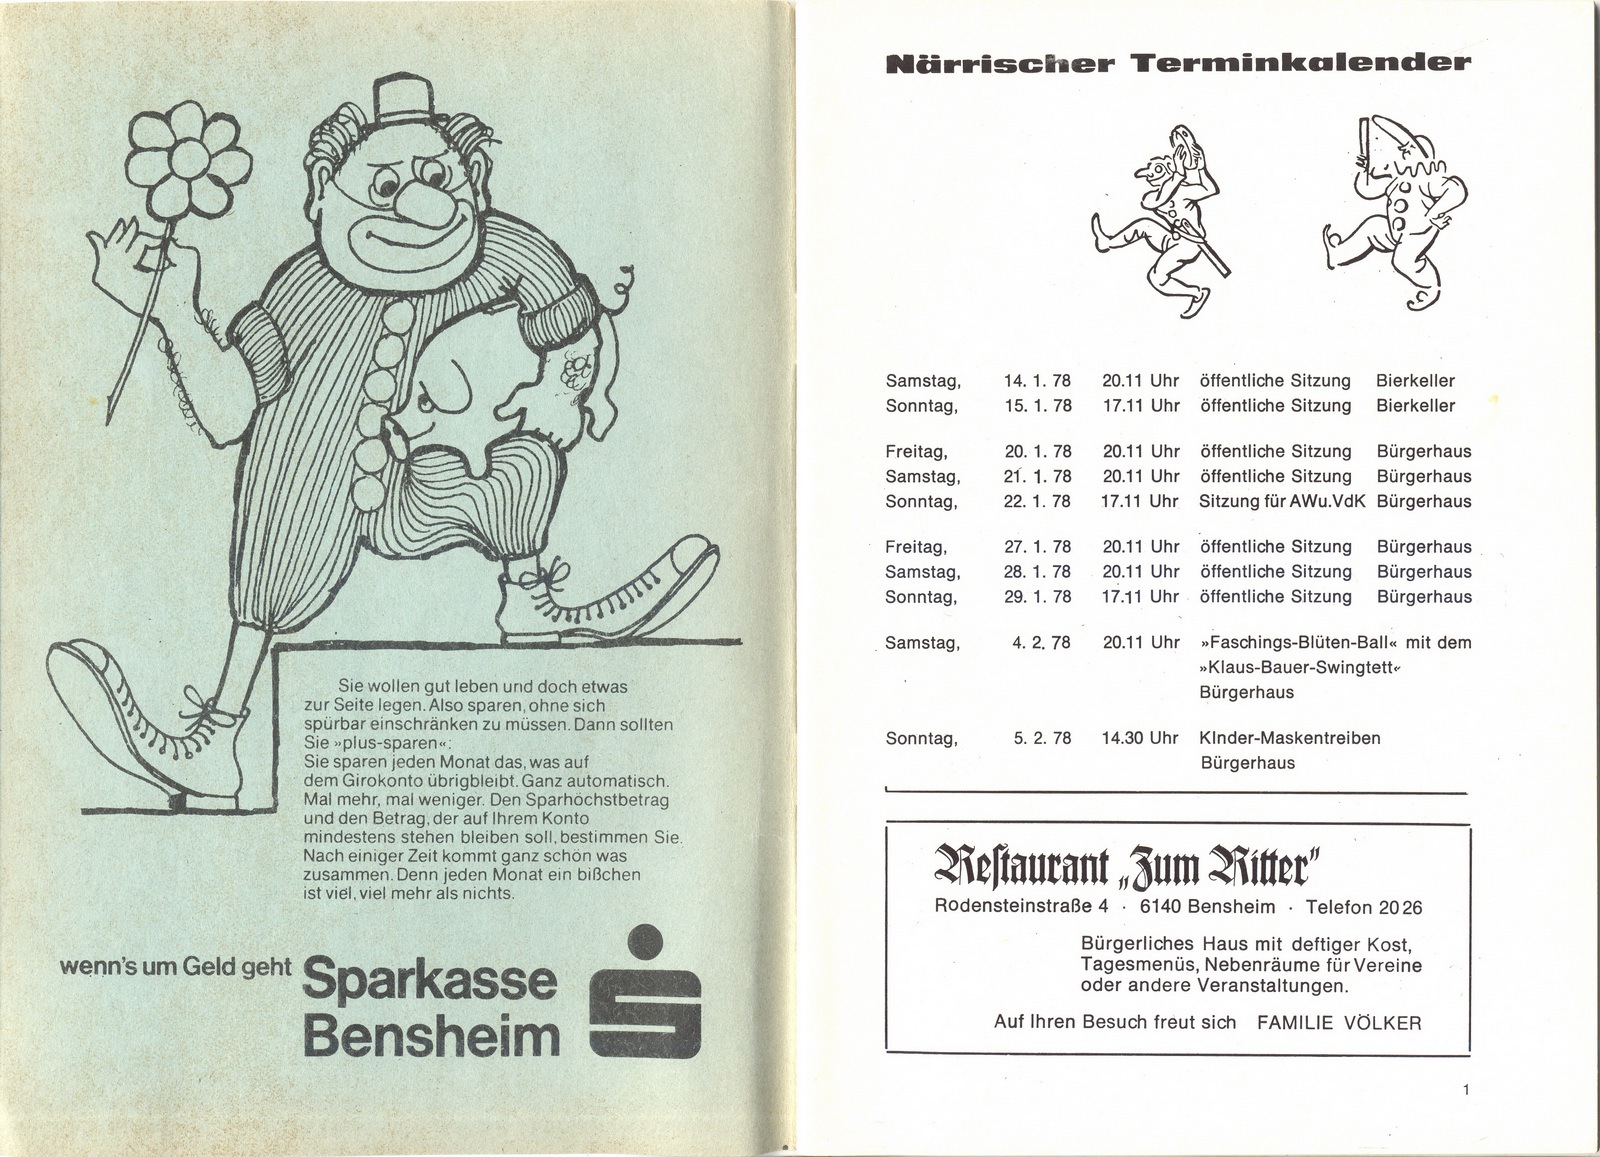 Sie wollen gut leben und doch etwas
zur Seite legen. Also sparen, ohne sich
spürbar einschränken zu müssen. Dann sollten
Sie »plus-sparen«:
Sie sparen jeden Monat das, was auf
dem Girokonto übrigbleibt. Ganz automatisch.
Mal mehr, mal weniger. Den Sparhöchstbetrag
und den Betrag, der auf Ihrem Konto
mindestens stehen bleiben soll, bestimmen Sie.
Nach einiger Zeit kommt ganz schön was
zusammen. Denn jeden Monat ein bißchen
ist viel, viel mehr als nichts.
wenn's um Geld geht Sparkasse
Bensheim
Närrischer Terminkalender
Samstag, 14. 1. 78 20.11 Uhr öffentliche Sitzung Bierkeller
Sonntag, 15. 1. 78 17.11 Uhr öffentliche Sitzung Bierkeller
Freitag, 20. 1. 78 20.11 Uhr öffentliche Sitzung Bürgerhaus
Samstag, 21. 1. 78 20.11 Uhr öffentliche Sitzung Bürgerhaus
Sonntag, 22. 1. 78 17.11 Uhr Sitzung für AWu.VdK Bürgerhaus
Freitag, 27. 1. 78 20.11 Uhr öffentliche Sitzung Bürgerhaus
Samstag, 28. 1. 78 20.11 Uhr öffentliche Sitzung Bürgerhaus
Sonntag, 29. 1. 78 17.11 Uhr öffentliche Sitzung Bürgerhaus
Samstag, 4. 2. 78 20.11 Uhr »Faschings-Blüten-Ball« mit dem
»Klaus-Bauer-Swingtett«
Bürgerhaus
Sonntag, 5. 2. 78 14.30 Uhr KInder-Maskentreiben
Bürgerhaus
Restaurant „Zum Ritter"
Rodensteinstraße 4 · 6140 Bensheim · Telefon 20 26
Bürgerliches Haus mit deftiger Kost,
Tagesmenüs, Nebenräume für Vereine
oder andere Veranstaltungen.
Auf Ihren Besuch freut sich FAMILIE VÖLKER
1